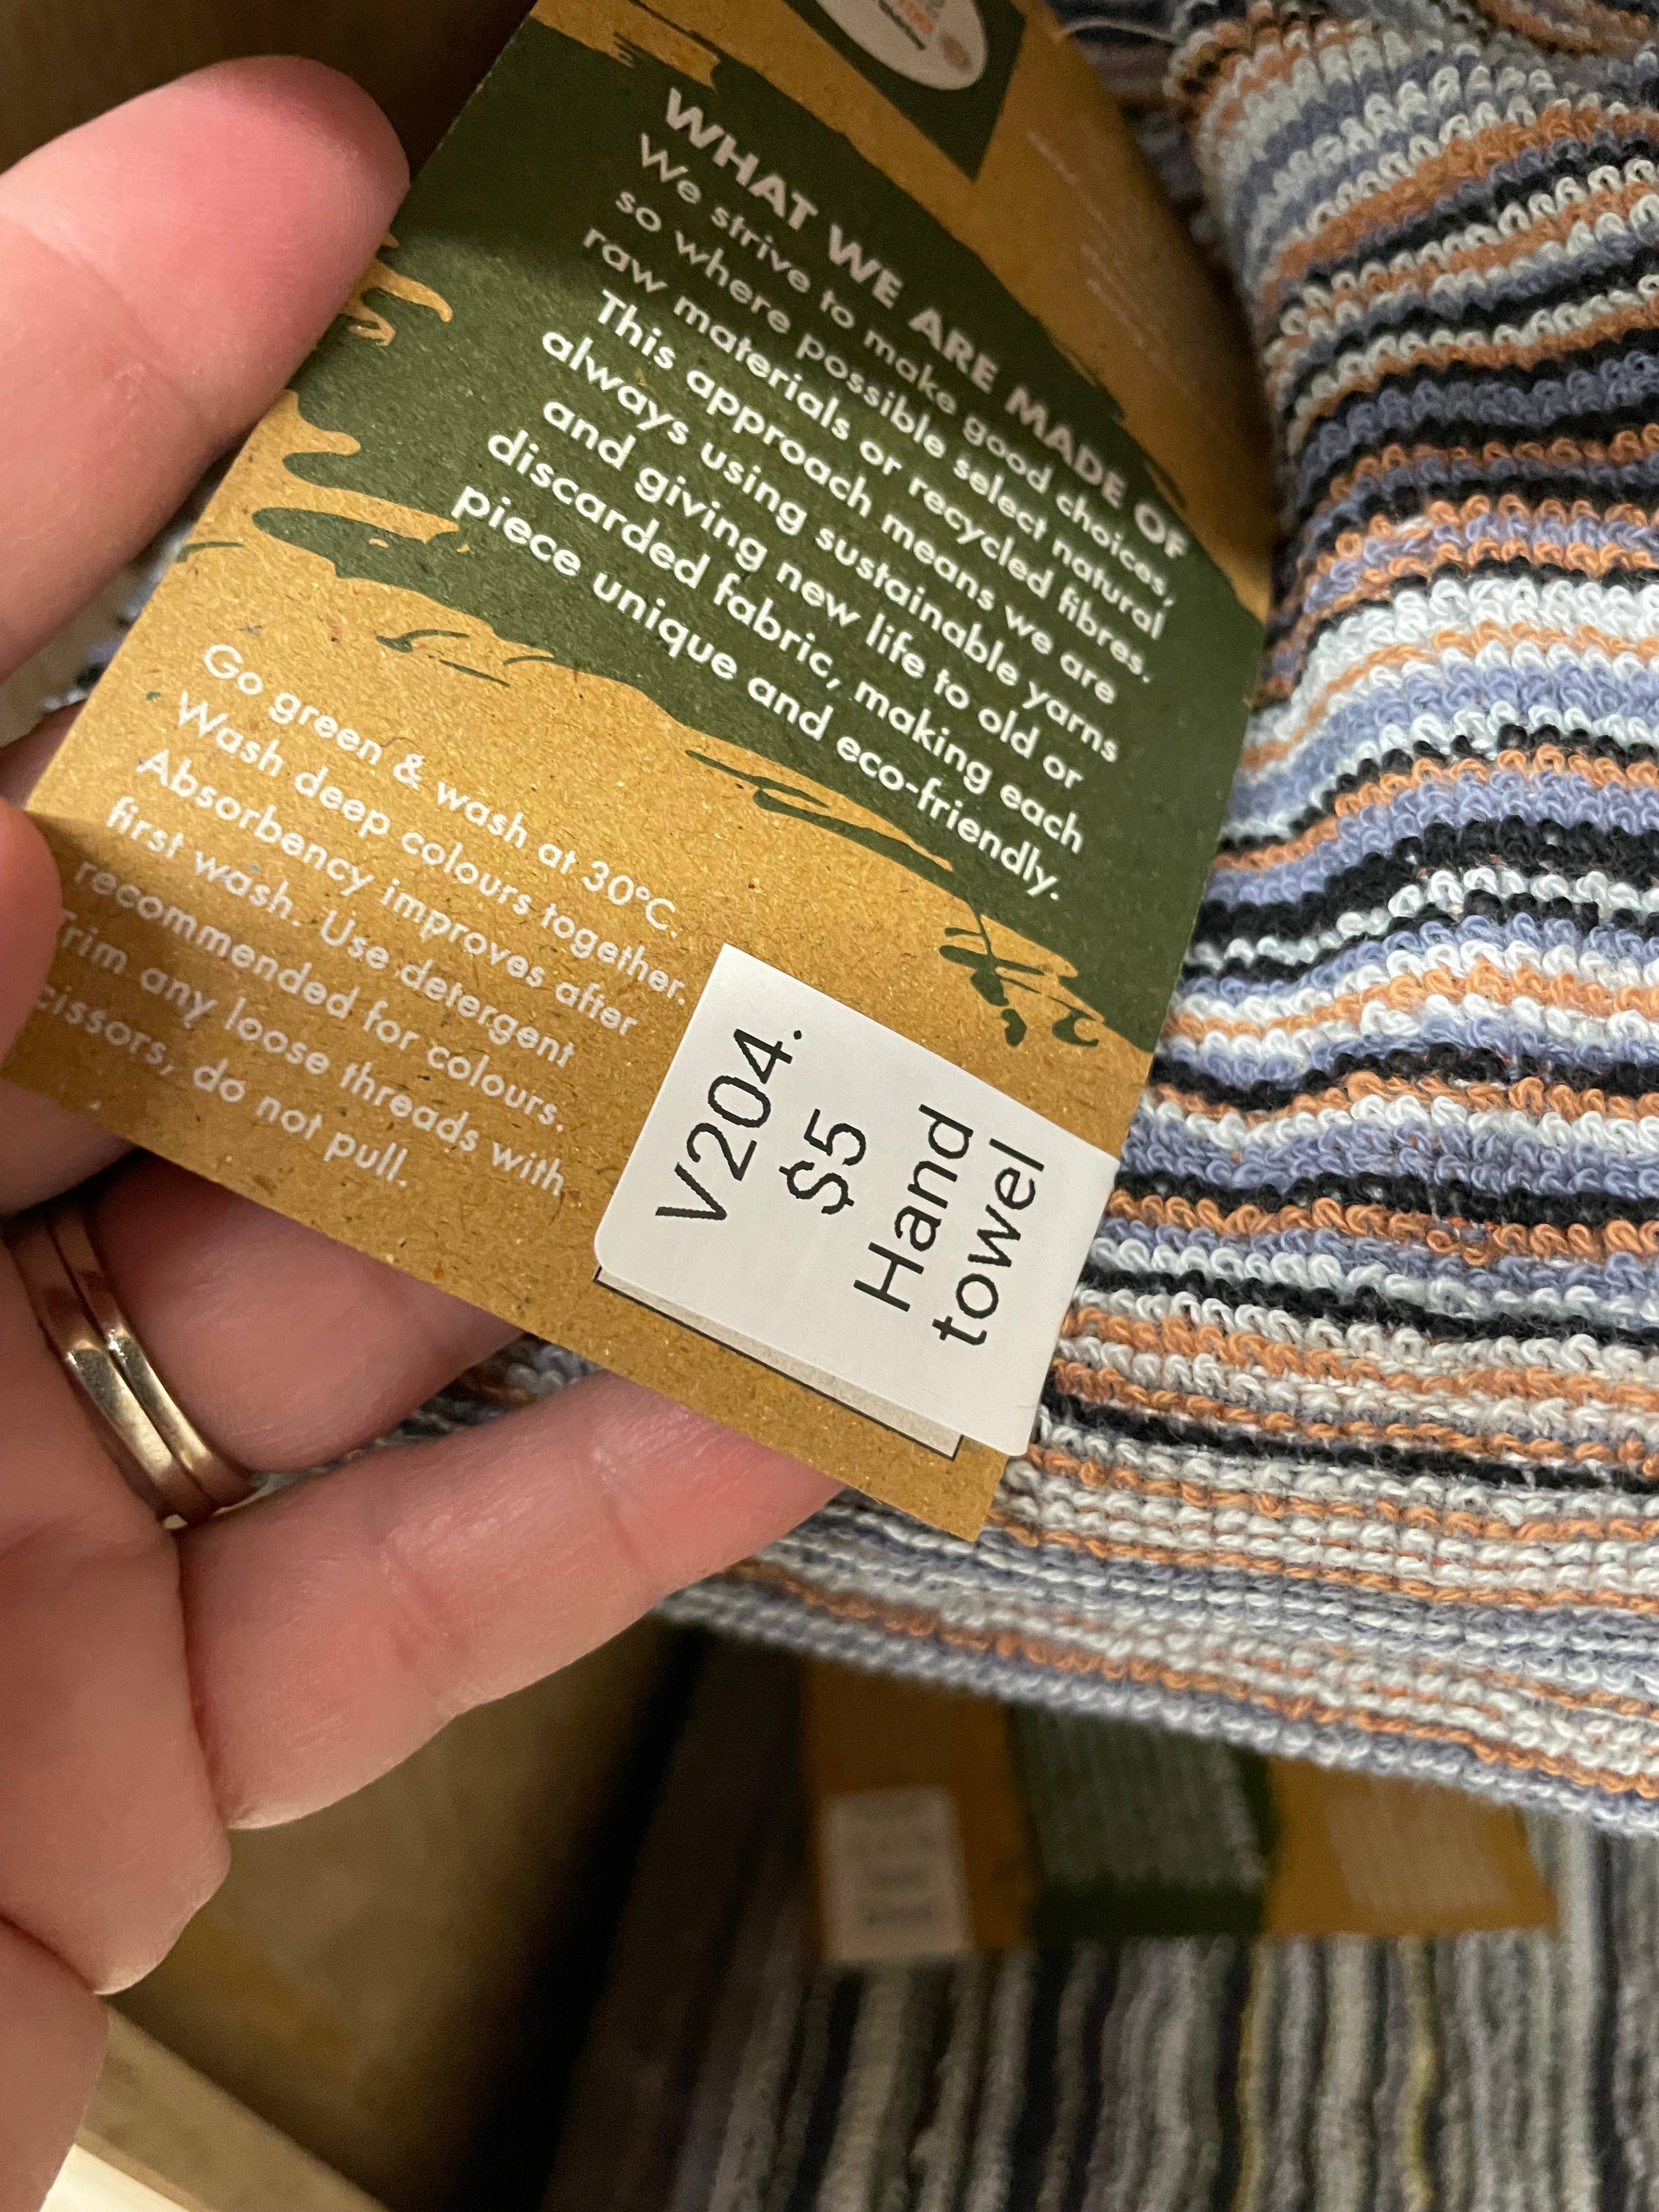 WHAT WE ARE MADE OF
We strive to make good choices,
so where possible select natural
raw materials or recycled fibres.
This approach means we are
always using sustainable yarns
and giving new life to old or
discarded fabric, making each
piece unique and eco-friendly.
Go green & wash at 30°C.
Wash deep colours together.
Absorbency improves after
first wash. Use detergent
recommended for colours.
Trim any loose threads with
scissors, do not pull.
V204.
$5
Hand
towel